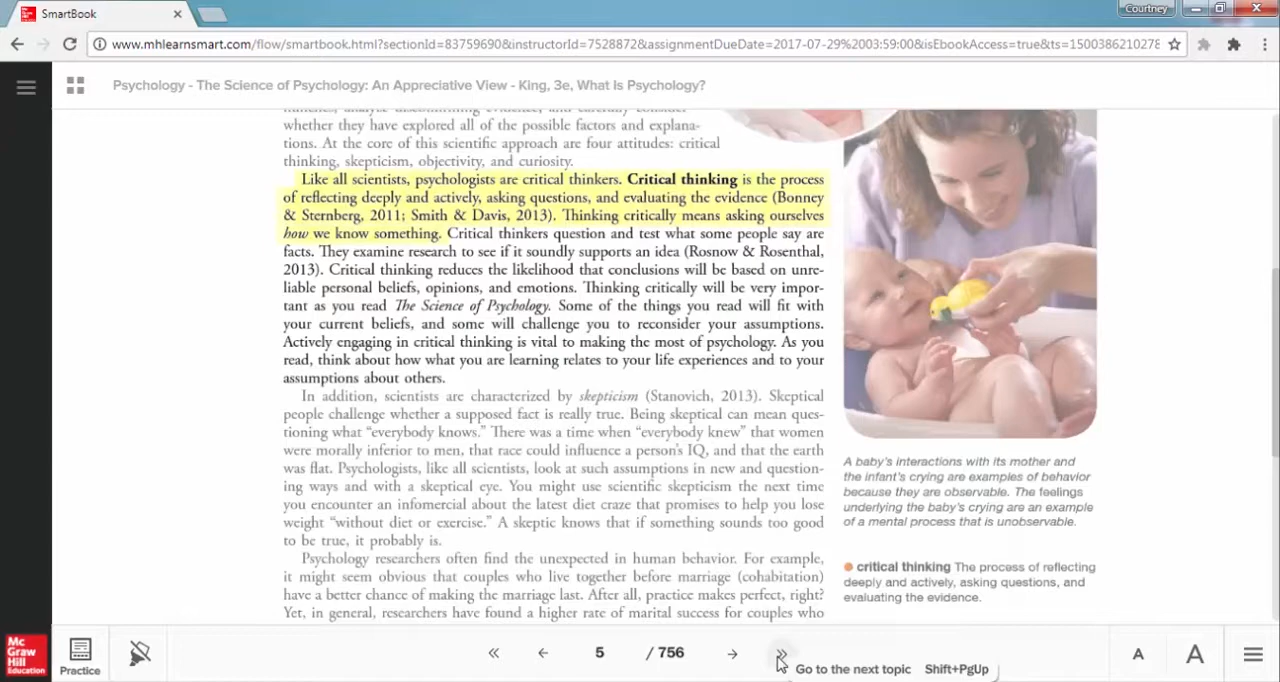 SmartBook
Courtney
www.mhlearnsmart.com/flow/smartbook.html?sectionId=83759690&instructorId=7528872&assignmentDueDate=2017-07-29%2003:59:00&isEbookAccess=true&ts=1500386210278
Psychology - The Science of Psychology: An Appreciative View - King, 3e, What Is Psychology?
whether they have explored all of the possible factors and explana-
tions. At the core of this scientific approach are four attitudes: critical
thinking, skepticism, objectivity, and curiosity.
Like all scientists, psychologists are critical thinkers. Critical thinking is the process
of reflecting deeply and actively, asking questions, and evaluating the evidence (Bonney
& Sternberg, 2011; Smith & Davis, 2013). Thinking critically means asking ourselves
how we know something. Critical thinkers question and test what some people say are
facts. They examine research to see if it soundly supports an idea (Rosnow & Rosenthal,
2013). Critical thinking reduces the likelihood that conclusions will be based on unre-
liable personal beliefs, opinions, and emotions. Thinking critically will be very impor-
tant as you read The Science of Psychology. Some of the things you read will fit with
your current beliefs, and some will challenge you to reconsider your assumptions.
Actively engaging in critical thinking is vital to making the most of psychology. As you
read, think about how what you are learning relates to your life experiences and to your
assumptions about others.
In addition, scientists are characterized by skepticism (Stanovich, 2013). Skeptical
people challenge whether a supposed fact is really true. Being skeptical can mean ques-
tioning what “everybody knows.” There was a time when “everybody knew” that women
were morally inferior to men, that race could influence a person’s IQ, and that the earth
was flat. Psychologists, like all scientists, look at such assumptions in new and question-
ing ways and with a skeptical eye. You might use scientific skepticism the next time
you encounter an infomercial about the latest diet craze that promises to help you lose
weight “without diet or exercise.” A skeptic knows that if something sounds too good
to be true, it probably is.
Psychology researchers often find the unexpected in human behavior. For example,
it might seem obvious that couples who live together before marriage (cohabitation)
have a better chance of making the marriage last. After all, practice makes perfect, right?
Yet, in general, researchers have found a higher rate of marital success for couples who
A baby’s interactions with its mother and
the infant’s crying are examples of behavior
because they are observable. The feelings
underlying the baby’s crying are an example
of a mental process that is unobservable.
critical thinking The process of reflecting
deeply and actively, asking questions, and
evaluating the evidence.
Mc
Graw
Hill
Education
Practice
5 / 756
Go to the next topic Shift+PgUp
A A